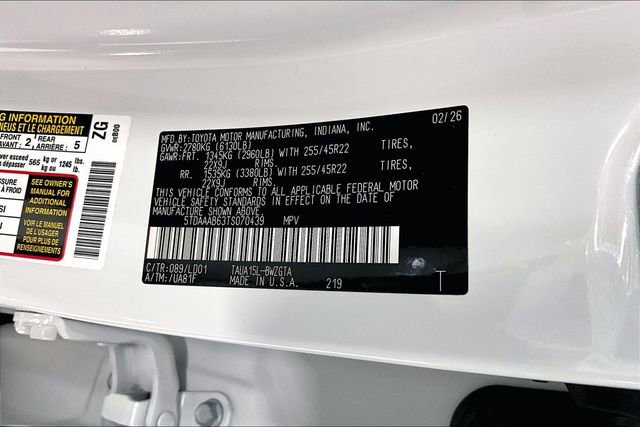 G INFORMATION
NEUS ET LE CHARGEMENT
FRONT
AVANT: 2, REAR
ARRIÈRE: 5
ver exceed
s dépasser 565 kg or
kg ou 1245 lbs.
lb.
ESSURE
À FROID
SI
SEE OWNER'S
MANUAL FOR
ADDITIONAL
INFORMATION
VOIR LE MANUEL
DE L'USAGER
POUR PLUS DE
ZG
MFD.BY:TOYOTA MOTOR MANUFACTURING, INDIANA, INC. 02/26
GVWR:2780KG (6130LB)
GAWR:FRT. 1345KG (2960LB) WITH 255/45R22 TIRES,
22X9J RIMS.
RR. 1535KG (3380LB) WITH 255/45R22 TIRES,
22X9J RIMS.
THIS VEHICLE CONFORMS TO ALL APPLICABLE FEDERAL MOTOR
VEHICLE SAFETY STANDARDS IN EFFECT ON THE DATE OF
MANUFACTURE SHOWN ABOVE.
5TDAAAB63TS070439 MPV
C/TR:089/LD01 TAUA15L-BWZGTA
A/TM:/UA81F MADE IN U.S.A. 219
T